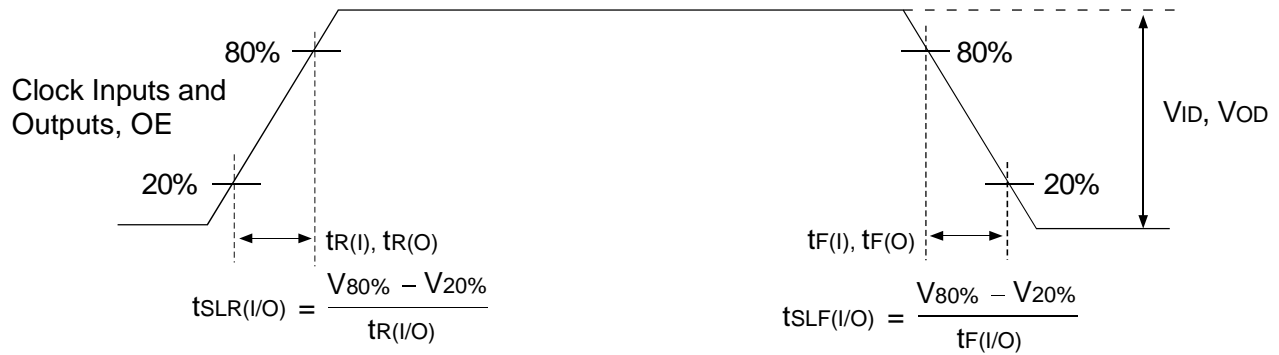 80%
80%
Clock Inputs and
Outputs, OE
VID, VOD
20%
20%
tR(I), tR(O)
tF(I), tF(O)
tSLR(I/O) = V80% – V20% / tR(I/O)
tSLF(I/O) = V80% – V20% / tF(I/O)